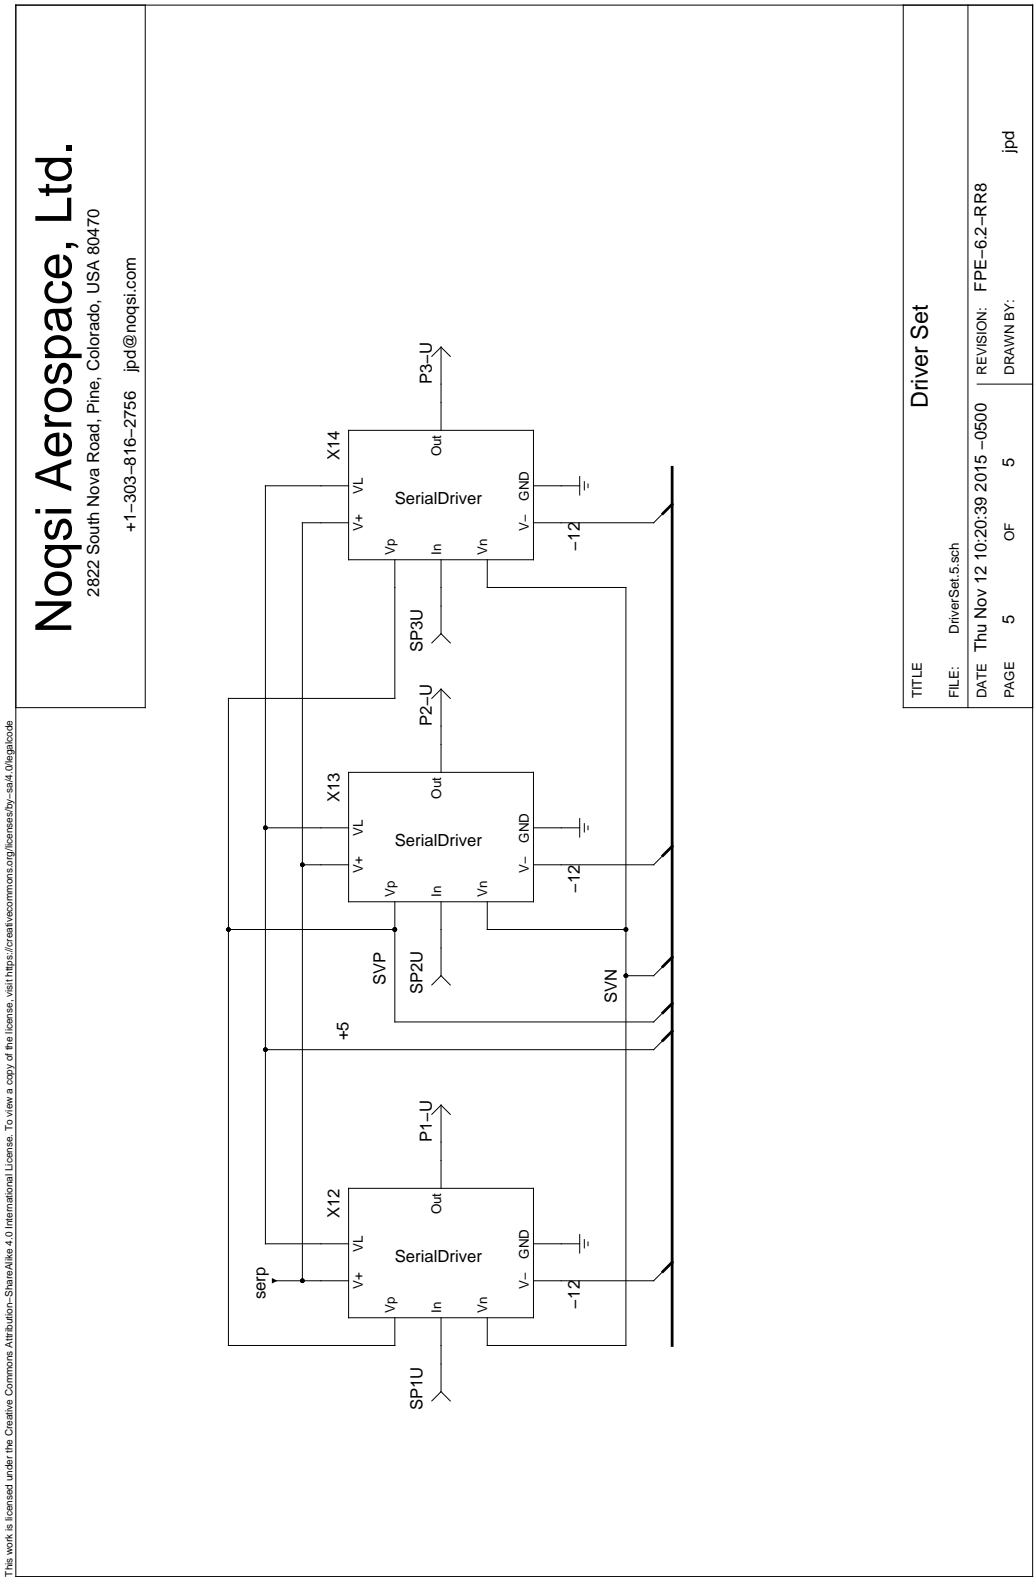 This work is licensed under the Creative Commons Attribution−ShareAlike 4.0 International License. To view a copy of the license, visit https://creativecommons.org/licenses/by−sa/4.0/legalcode
Noqsi Aerospace, Ltd.
2822 South Nova Road, Pine, Colorado, USA 80470
+1−303−816−2756 jpd@noqsi.com
serp
X12
V+
VL
Vp
In
Vn
SerialDriver
Out
V−
GND
−12
SP1U
P1−U
+5
SVP
SVN
X13
V+
VL
Vp
In
Vn
SerialDriver
Out
V−
GND
−12
SP2U
P2−U
X14
V+
VL
Vp
In
Vn
SerialDriver
Out
V−
GND
−12
SP3U
P3−U
TITLE
Driver Set
FILE: DriverSet.5.sch
DATE Thu Nov 12 10:20:39 2015 −0500
REVISION: FPE−6.2−RR8
PAGE 5 OF 5
DRAWN BY: jpd